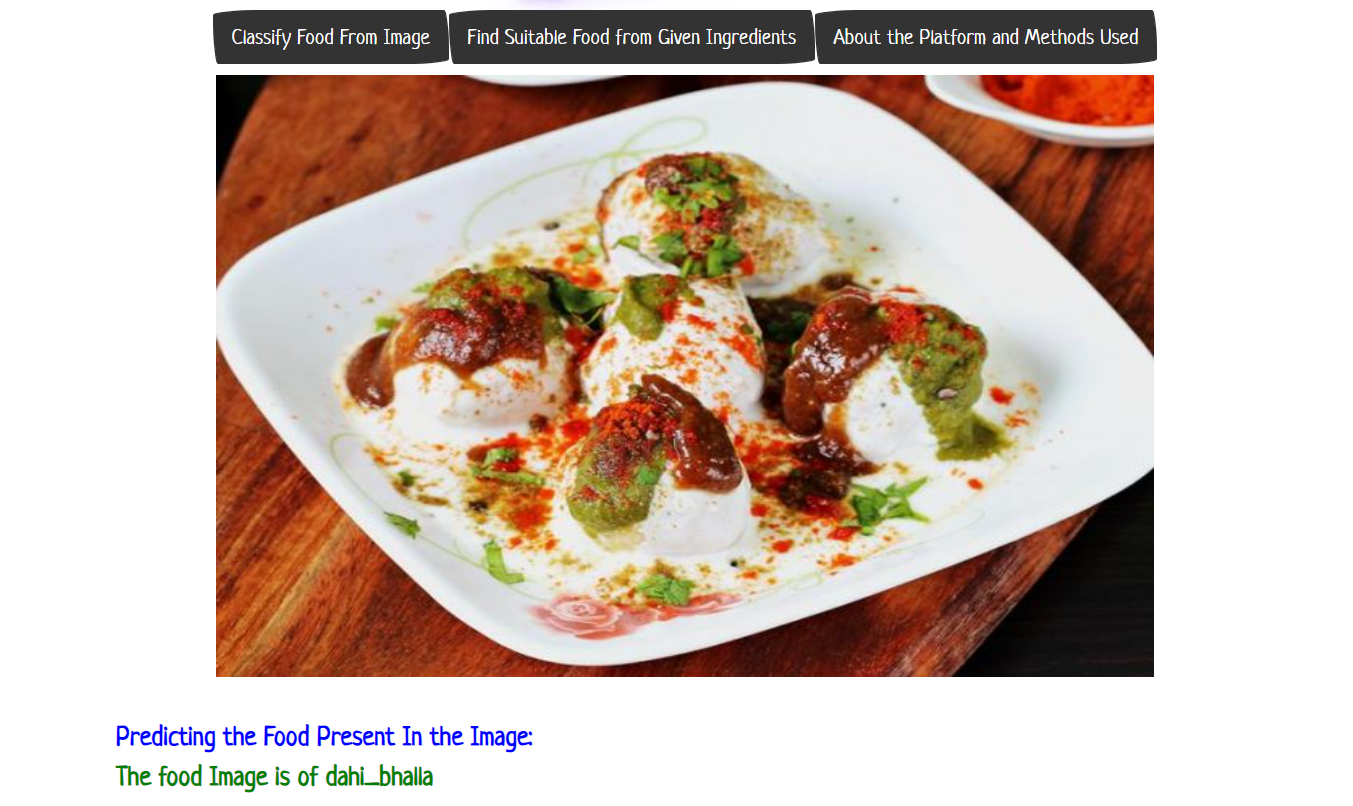 Classify Food From Image
Find Suitable Food from Given Ingredients
About the Platform and Methods Used
Predicting the Food Present In the Image:
The food Image is of dahi_bhalla